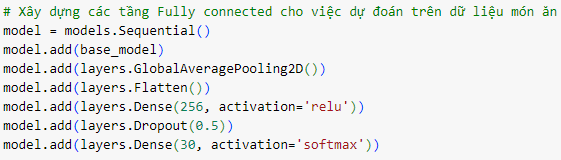 # Xây dựng các tầng Fully connected cho việc dự đoán trên dữ liệu món ăn
model = models.Sequential()
model.add(base_model)
model.add(layers.GlobalAveragePooling2D())
model.add(layers.Flatten())
model.add(layers.Dense(256, activation='relu'))
model.add(layers.Dropout(0.5))
model.add(layers.Dense(30, activation='softmax'))